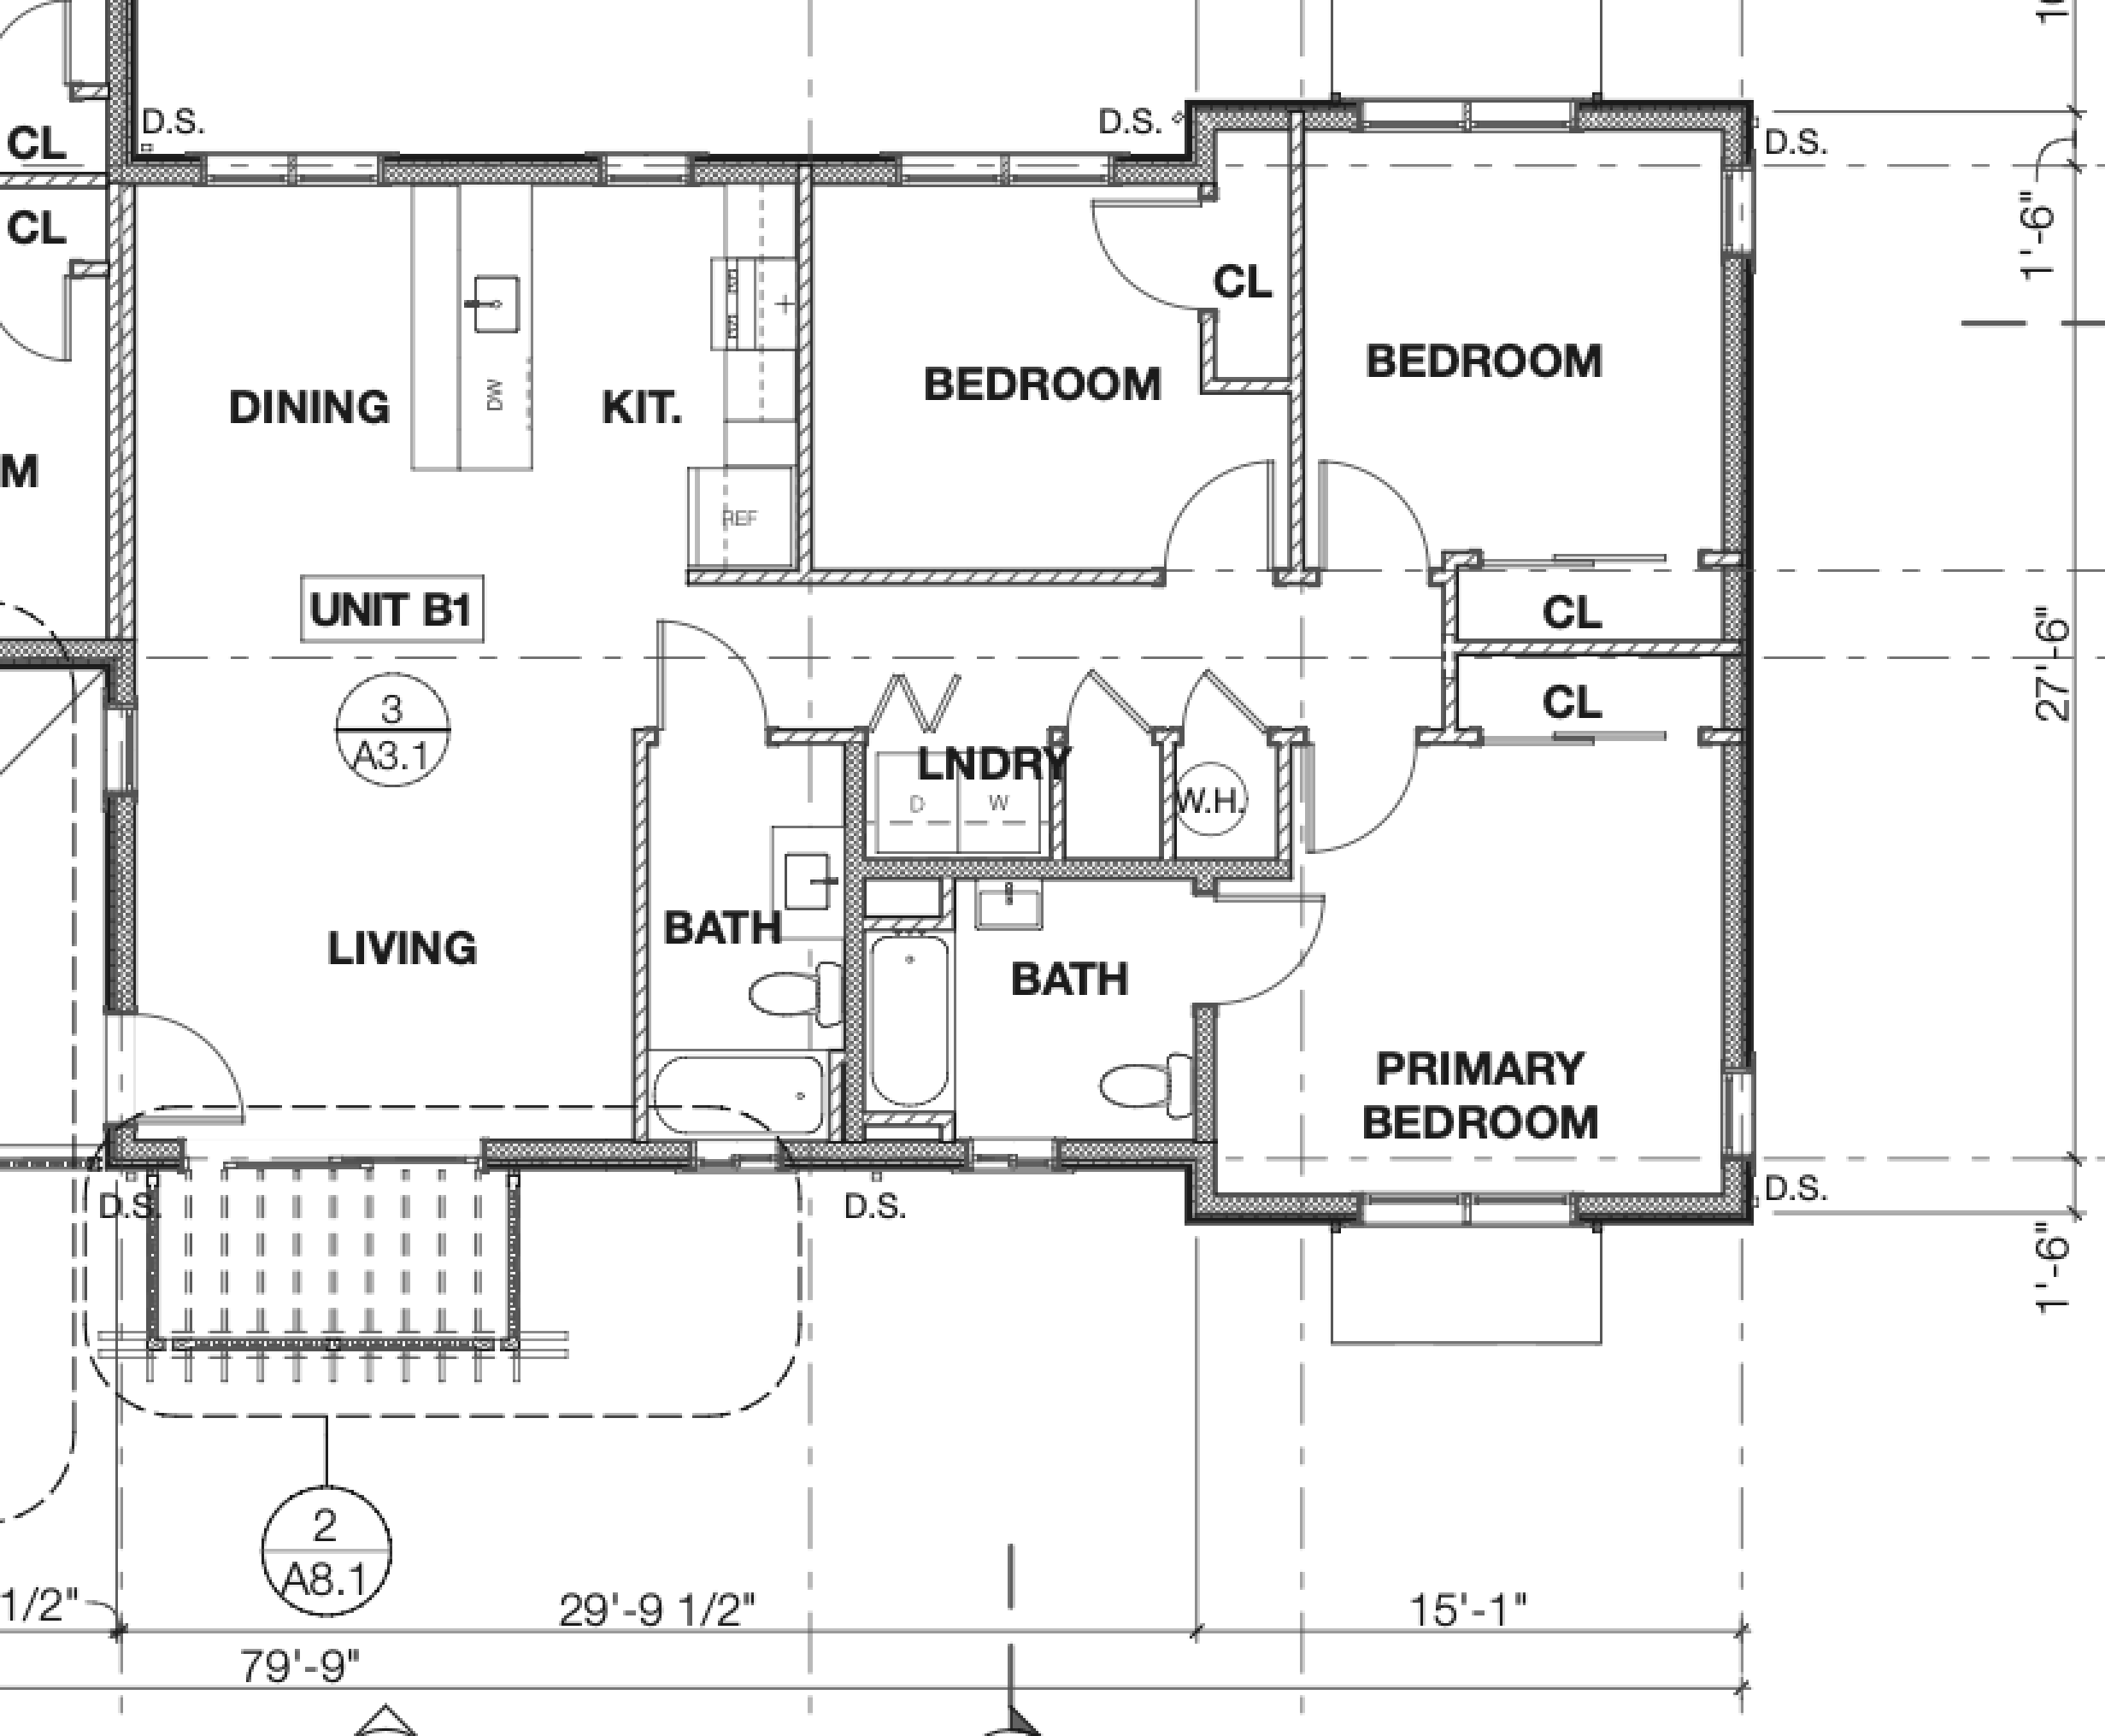 10
D.S.
D.S.
D.S.
CL
CL
1'-6"
CL
BEDROOM
BEDROOM
DINING
DW
KIT.
M
REF
UNIT B1
CL
27'-6"
3
A3.1
CL
LNDRY
D
W
W.H.
LIVING
BATH
BATH
PRIMARY
BEDROOM
D.S.
D.S.
D.S.
1'-6"
2
A8.1
1/2"
29'-9 1/2"
15'-1"
79'-9"